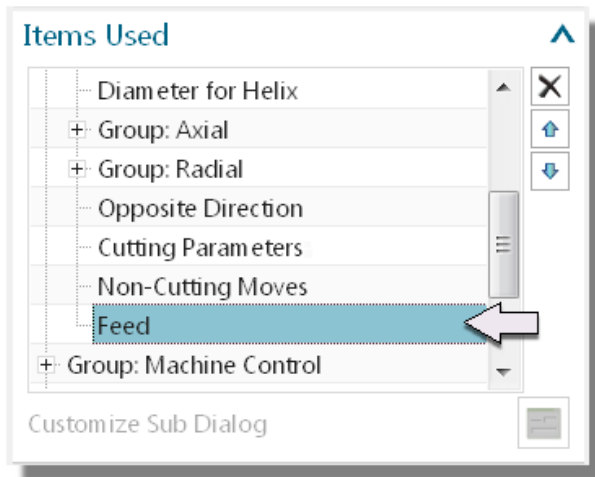 Items Used
Diameter for Helix
Group: Axial
Group: Radial
Opposite Direction
Cutting Parameters
Non-Cutting Moves
Feed
Group: Machine Control
Customize Sub Dialog